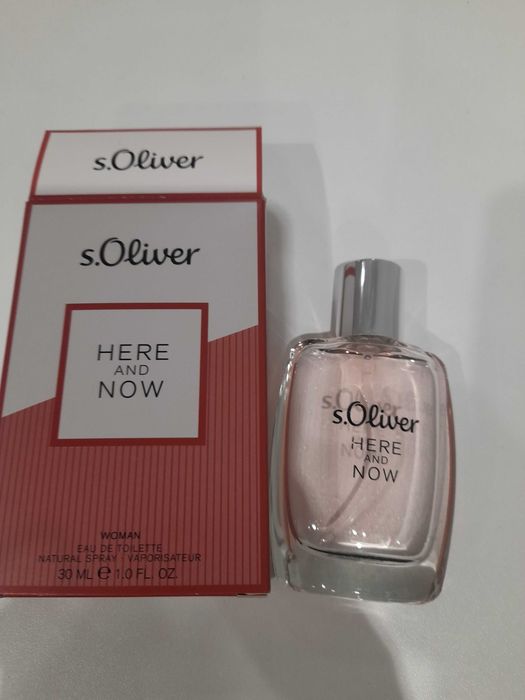 s.Oliver
s.Oliver
HERE
AND
NOW
WOMAN
EAU DE TOILETTE
NATURAL SPRAY - VAPORISATEUR
30 ML e 1.0 FL. OZ.
s.Oliver
HERE
AND
NOW